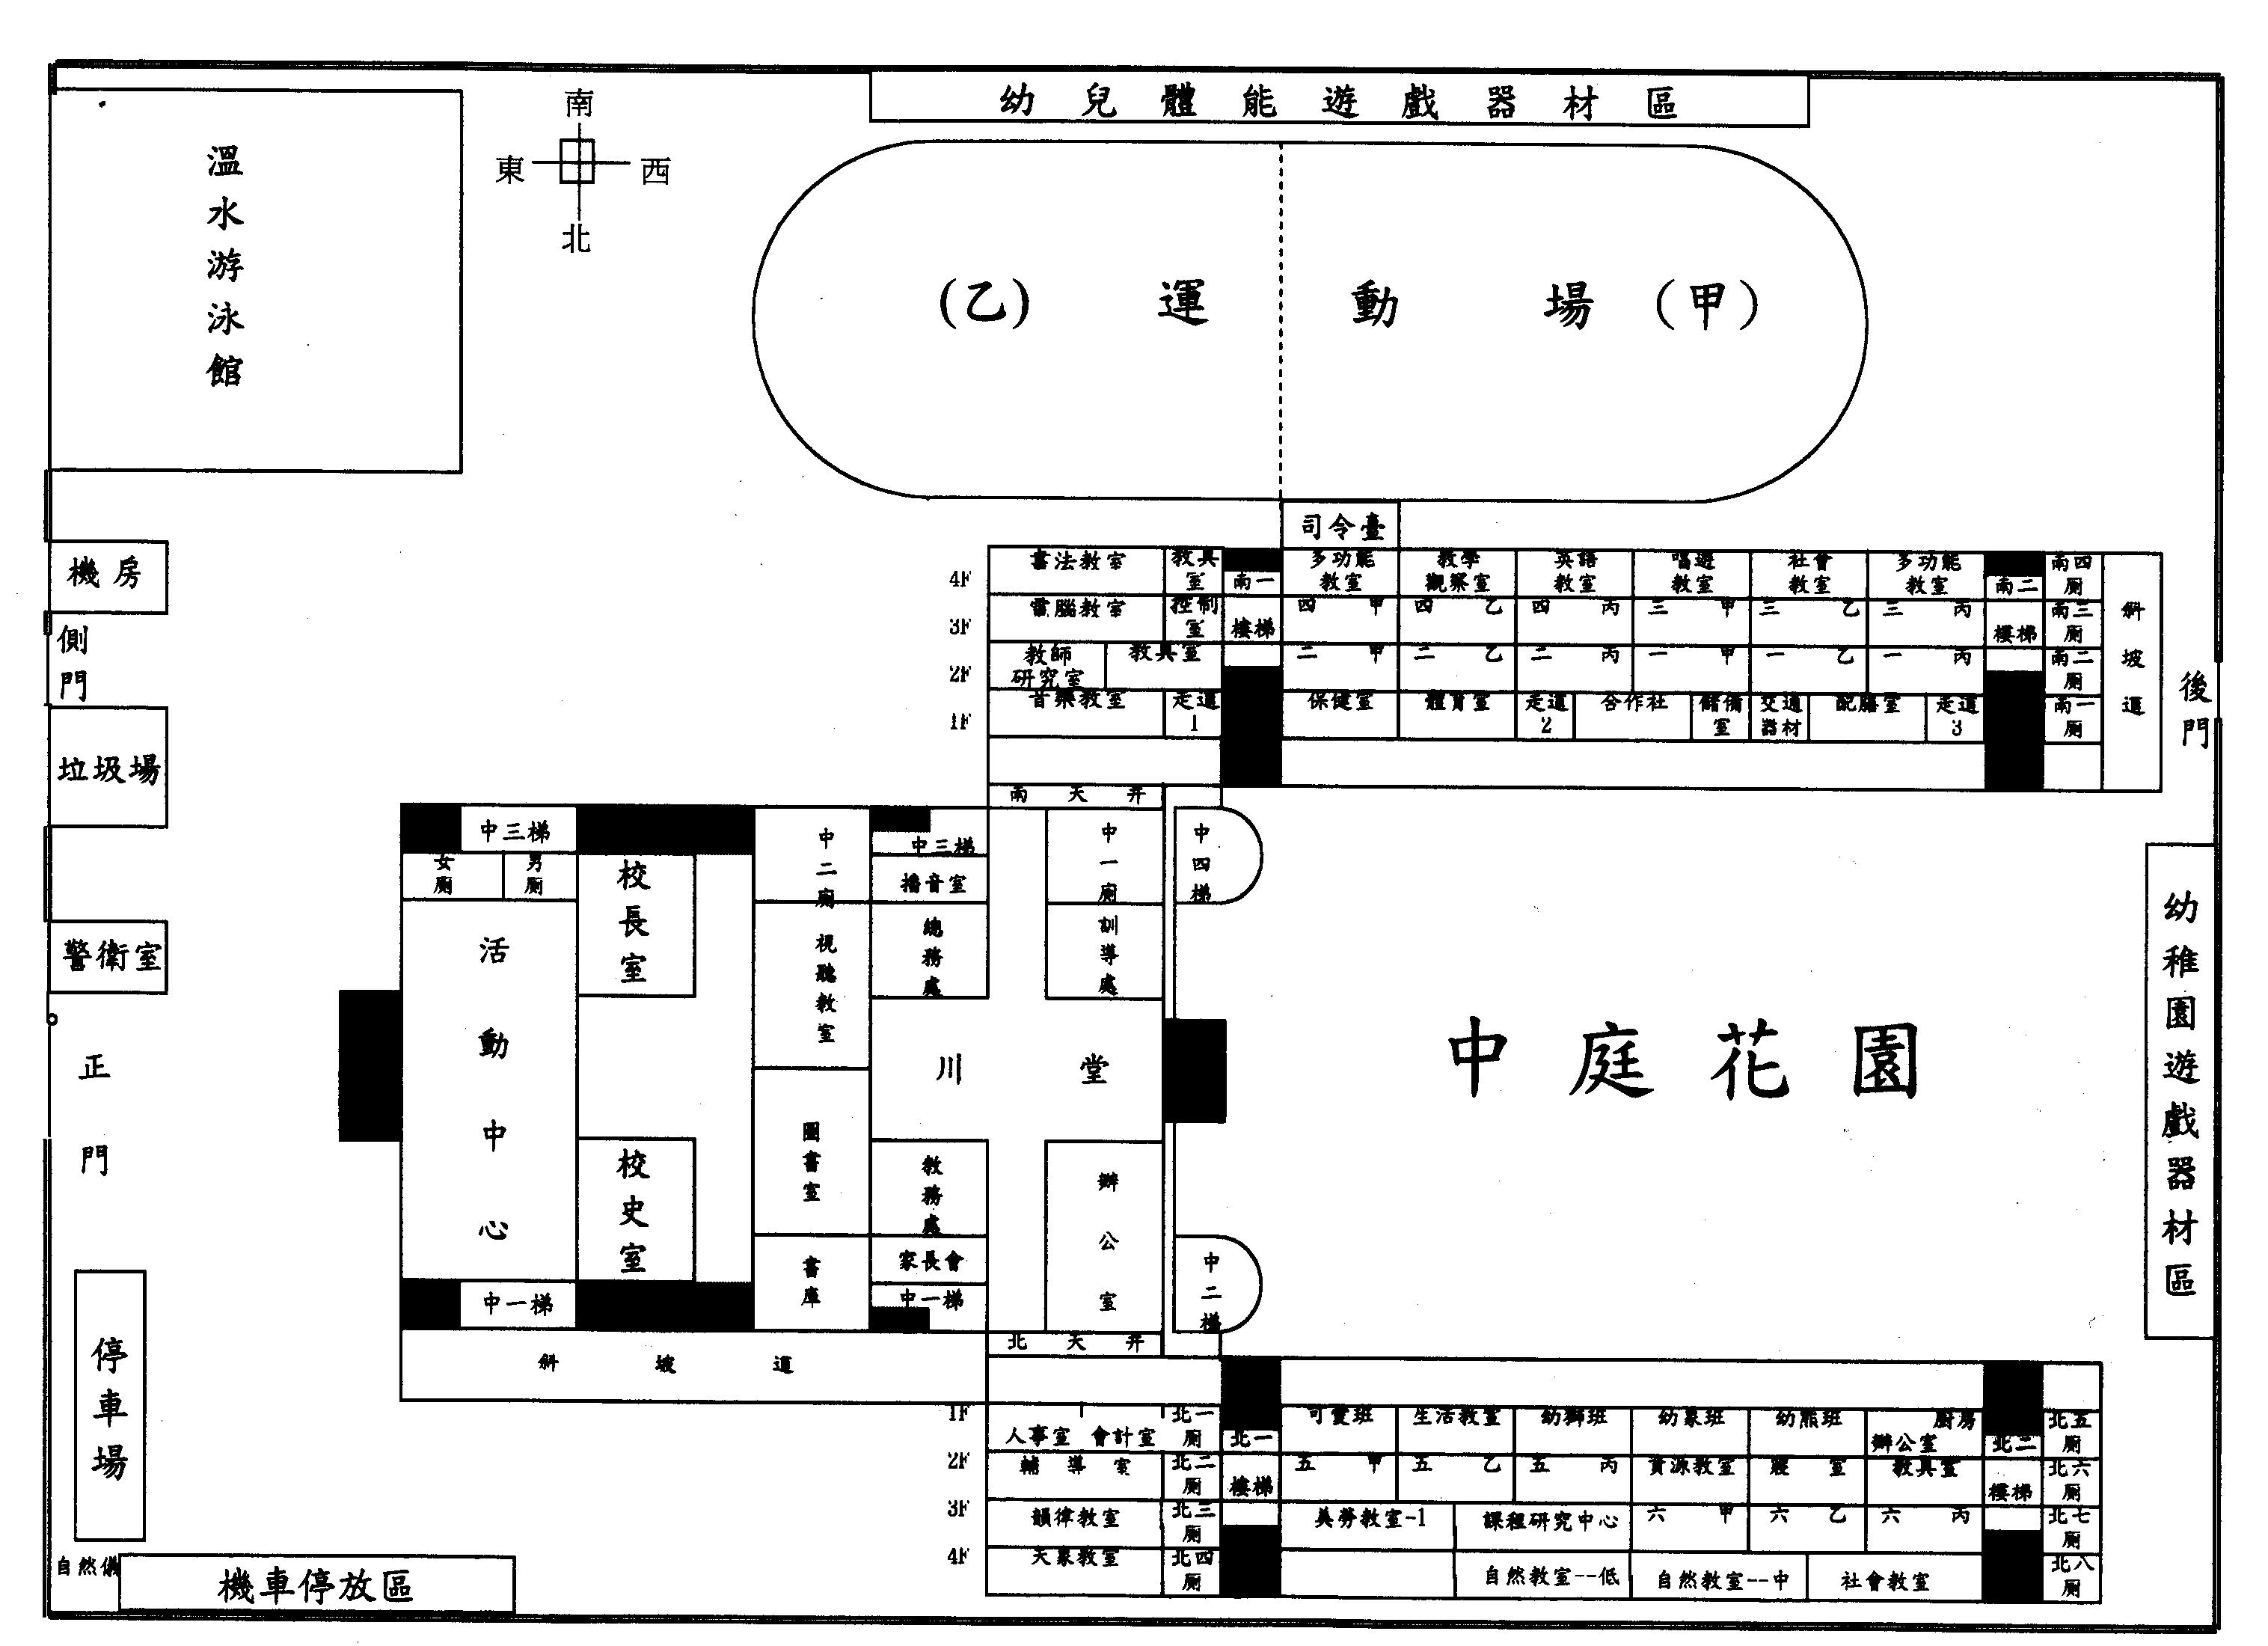 幼兒體能遊戲器材區
溫水游泳館
南
東 西
北
(乙) 運動場 (甲)
司令臺
4F 書法教室 教具室 南一 多功能教室 教學觀察室 英語教室 唱遊教室 社會教室 多功能教室 南二 南四廁
3F 電腦教室 控制室 樓梯 四甲 四乙 四丙 三甲 三乙 三丙 樓梯 南三廁
2F 教師研究室 教具室 二甲 二乙 二丙 一甲 一乙 一丙 南二廁
1F 音樂教室 走道1 保健室 體育室 走道2 合作社 儲備室 交通器材 配膳室 走道3 南一廁
斜坡道
後門
機房
側門
垃圾場
警衛室
正門
停車場
自然儀
機車停放區
南天井
中三梯
女廁
男廁
校長室
活動中心
校史室
中一梯
中二廁
視聽教室
圖書室
書庫
中三梯
播音室
總務處
中一廁
訓導處
中四梯
川堂
教務處
家長會
中一梯
辦公室
中二梯
北天井
斜坡道
中庭花園
幼稚園遊戲器材區
1F 人事室 會計室 北一廁 北一 可愛班 生活教室 幼獅班 幼象班 幼熊班 廚房 辦公室 北二 北五廁
2F 輔導室 北二廁 樓梯 五甲 五乙 五丙 資源教室 寢室 教具室 樓梯 北六廁
3F 韻律教室 北三廁 美勞教室-1 課程研究中心 六甲 六乙 六丙 北七廁
4F 天象教室 北四廁 自然教室--低 自然教室--中 社會教室 北八廁